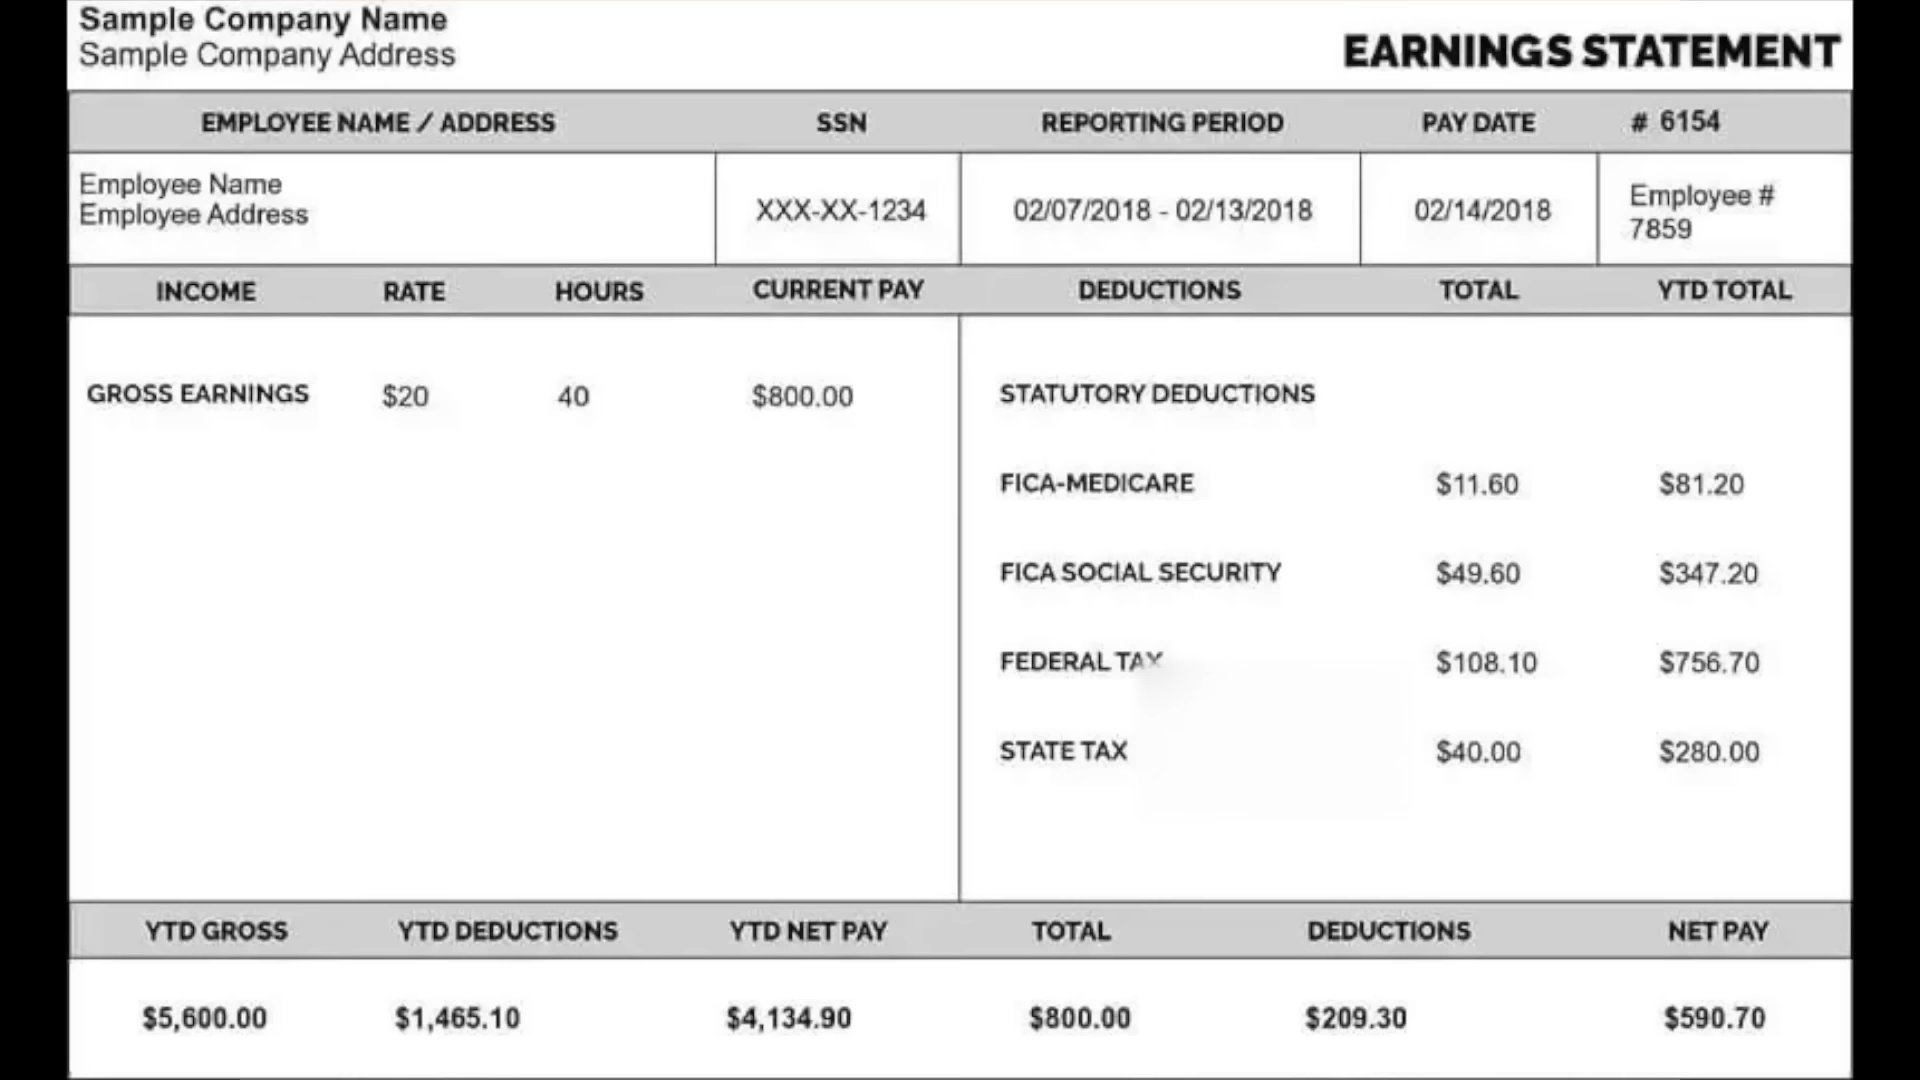 Sample Company Name
Sample Company Address
EARNINGS STATEMENT
EMPLOYEE NAME / ADDRESS SSN REPORTING PERIOD PAY DATE # 6154
Employee Name
Employee Address
XXX-XX-1234
02/07/2018 - 02/13/2018
02/14/2018
Employee #
7859
INCOME RATE HOURS CURRENT PAY DEDUCTIONS TOTAL YTD TOTAL
GROSS EARNINGS $20 40 $800.00
STATUTORY DEDUCTIONS
FICA-MEDICARE $11.60 $81.20
FICA SOCIAL SECURITY $49.60 $347.20
FEDERAL TAX $108.10 $756.70
STATE TAX $40.00 $280.00
YTD GROSS YTD DEDUCTIONS YTD NET PAY TOTAL DEDUCTIONS NET PAY
$5,600.00 $1,465.10 $4,134.90 $800.00 $209.30 $590.70